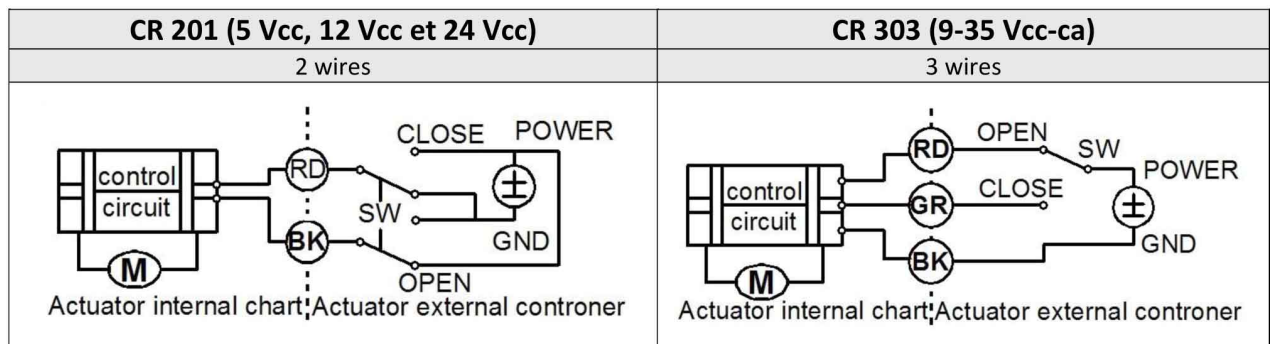 CR 201 (5 Vcc, 12 Vcc et 24 Vcc)
2 wires
CLOSE POWER
control
circuit
RD
SW
BK
GND
OPEN
M
Actuator internal chart Actuator external controner
CR 303 (9-35 Vcc-ca)
3 wires
OPEN
RD
SW
POWER
control
circuit
GR
CLOSE
GND
BK
M
Actuator internal chart Actuator external controner